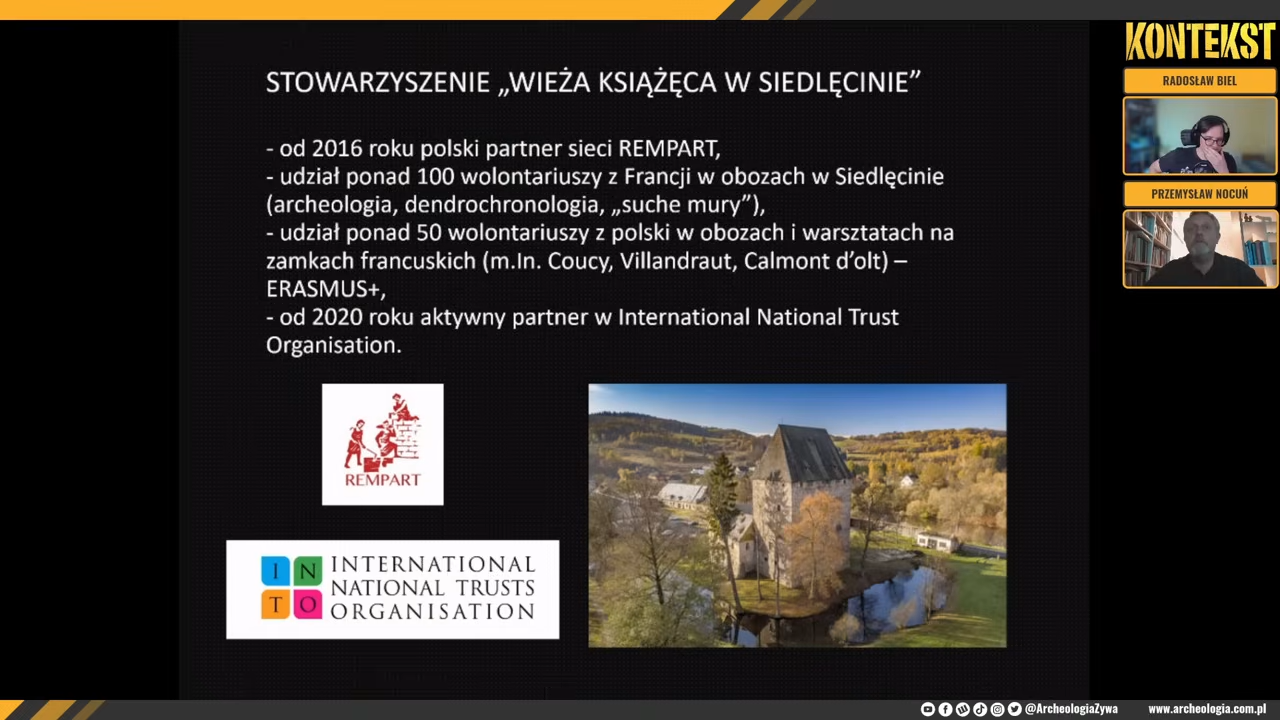 STOWARZYSZENIE „WIEŻA KSIĄŻĘCA W SIEDLĘCINIE”
- od 2016 roku polski partner sieci REMPART,
- udział ponad 100 wolontariuszy z Francji w obozach w Siedlęcinie
(archeologia, dendrochronologia, „suche mury”),
- udział ponad 50 wolontariuszy z polski w obozach i warsztatach na
zamkach francuskich (m.In. Coucy, Villandraut, Calmont d’olt) –
ERASMUS+,
- od 2020 roku aktywny partner w International National Trust
Organisation.
REMPART
I N
T O
INTERNATIONAL
NATIONAL TRUSTS
ORGANISATION
KONTEKST
RADOSŁAW BIEL
PRZEMYSŁAW NOCUŃ
@ArcheologiaZywa
www.archeologia.com.pl